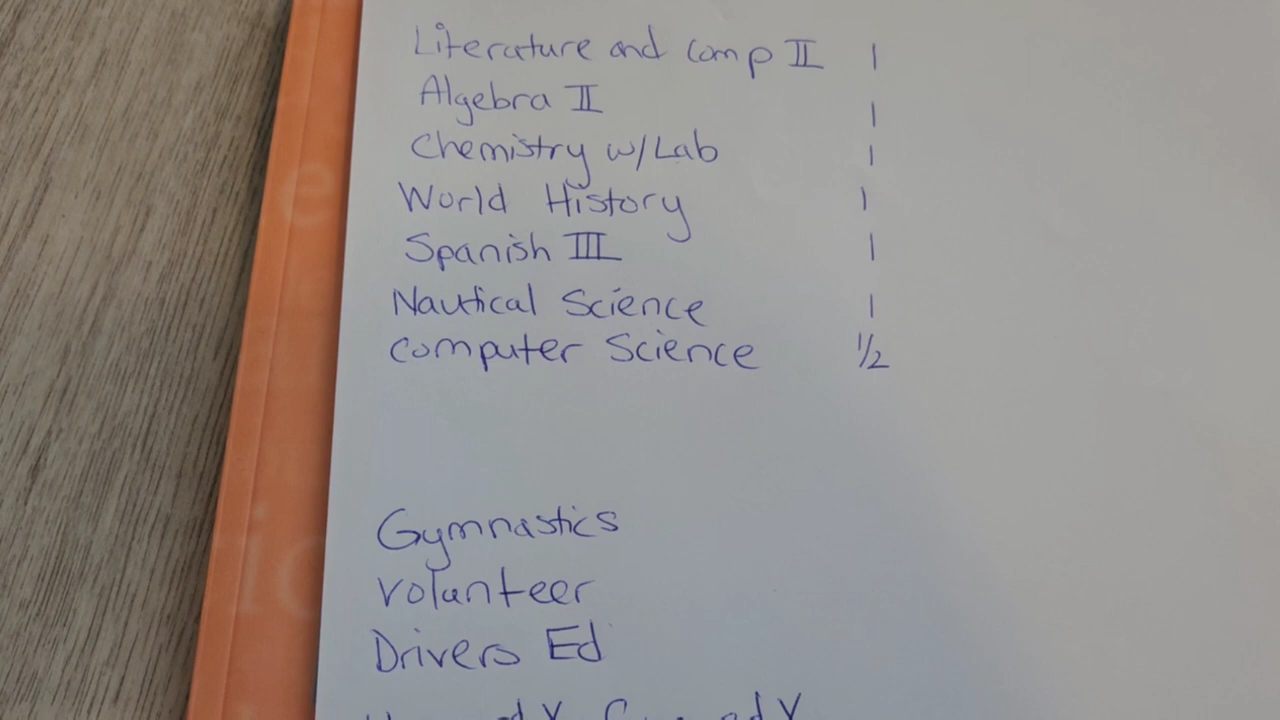 Literature and Comp II 1
Algebra II 1
Chemistry w/Lab 1
World History 1
Spanish III 1
Nautical Science 1
Computer Science 1/2
Gymnastics
Volunteer
Drivers Ed